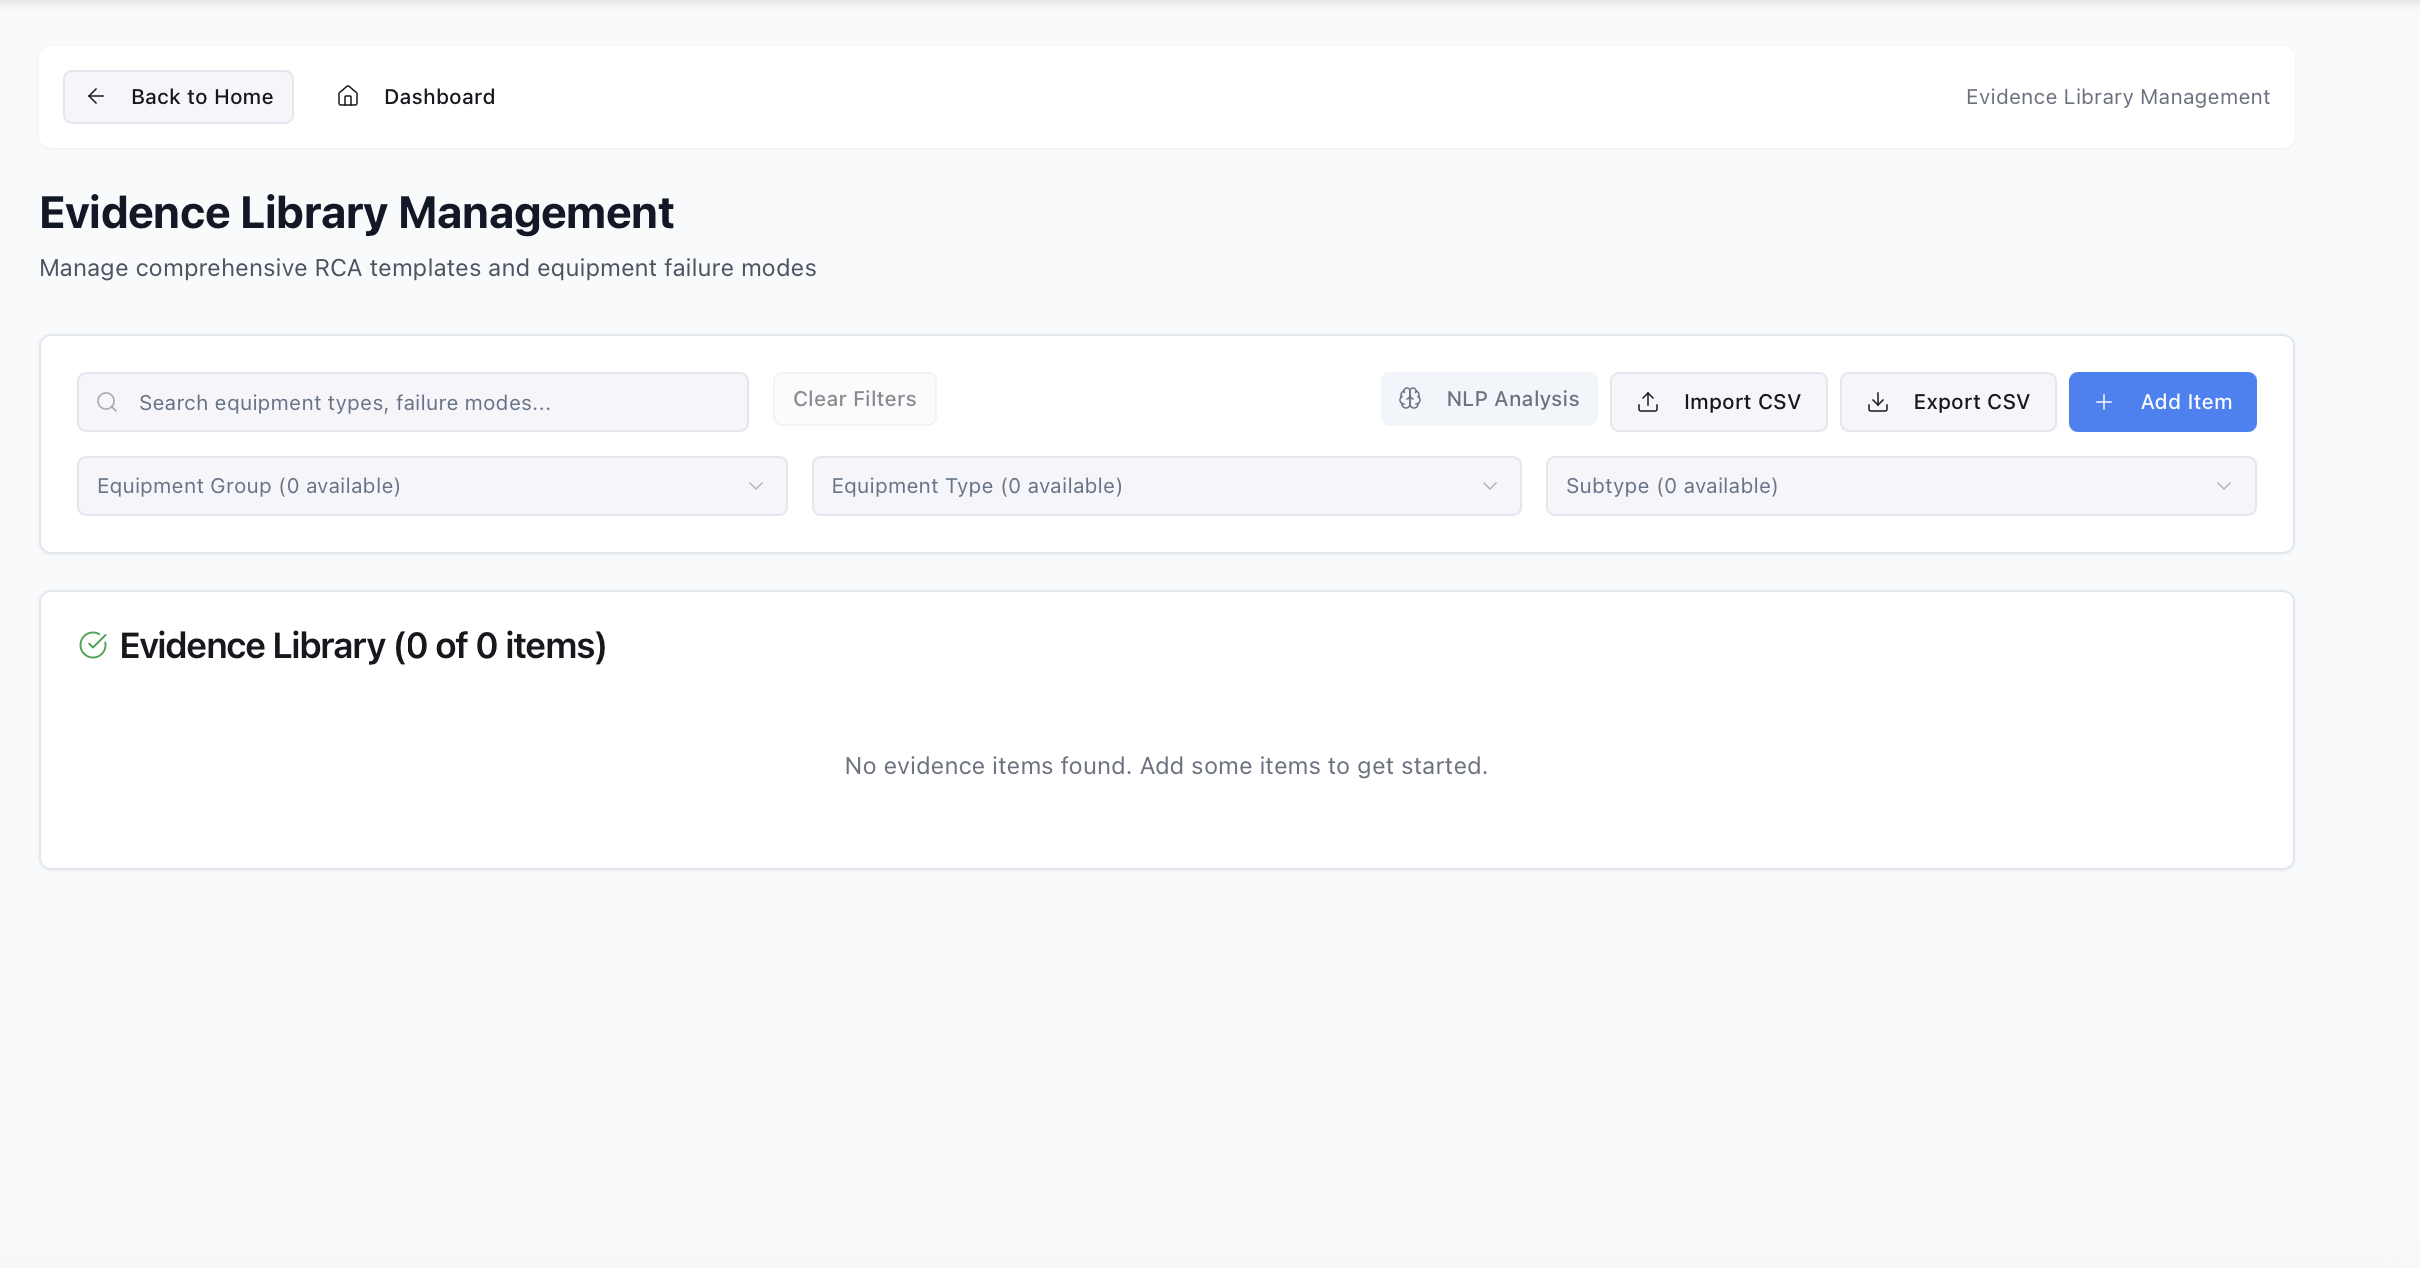 Back to Home
Dashboard
Evidence Library Management
Evidence Library Management
Manage comprehensive RCA templates and equipment failure modes
Search equipment types, failure modes...
Clear Filters
NLP Analysis
Import CSV
Export CSV
Add Item
Equipment Group (0 available)
Equipment Type (0 available)
Subtype (0 available)
Evidence Library (0 of 0 items)
No evidence items found. Add some items to get started.